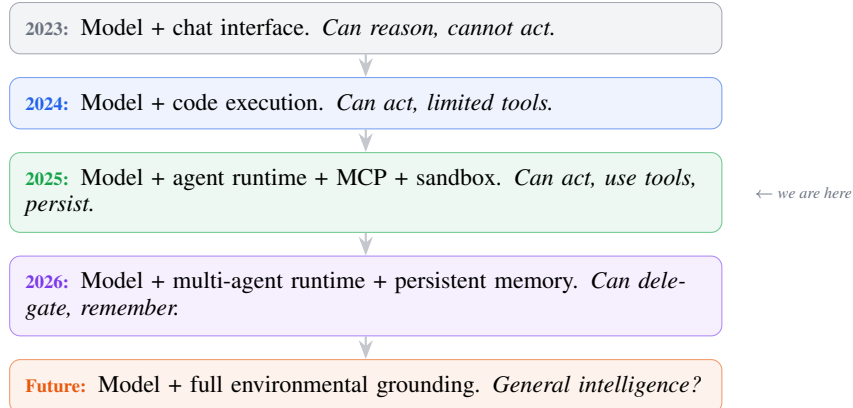 2023: Model + chat interface. Can reason, cannot act.
2024: Model + code execution. Can act, limited tools.
2025: Model + agent runtime + MCP + sandbox. Can act, use tools,
persist.
← we are here
2026: Model + multi-agent runtime + persistent memory. Can dele-
gate, remember.
Future: Model + full environmental grounding. General intelligence?